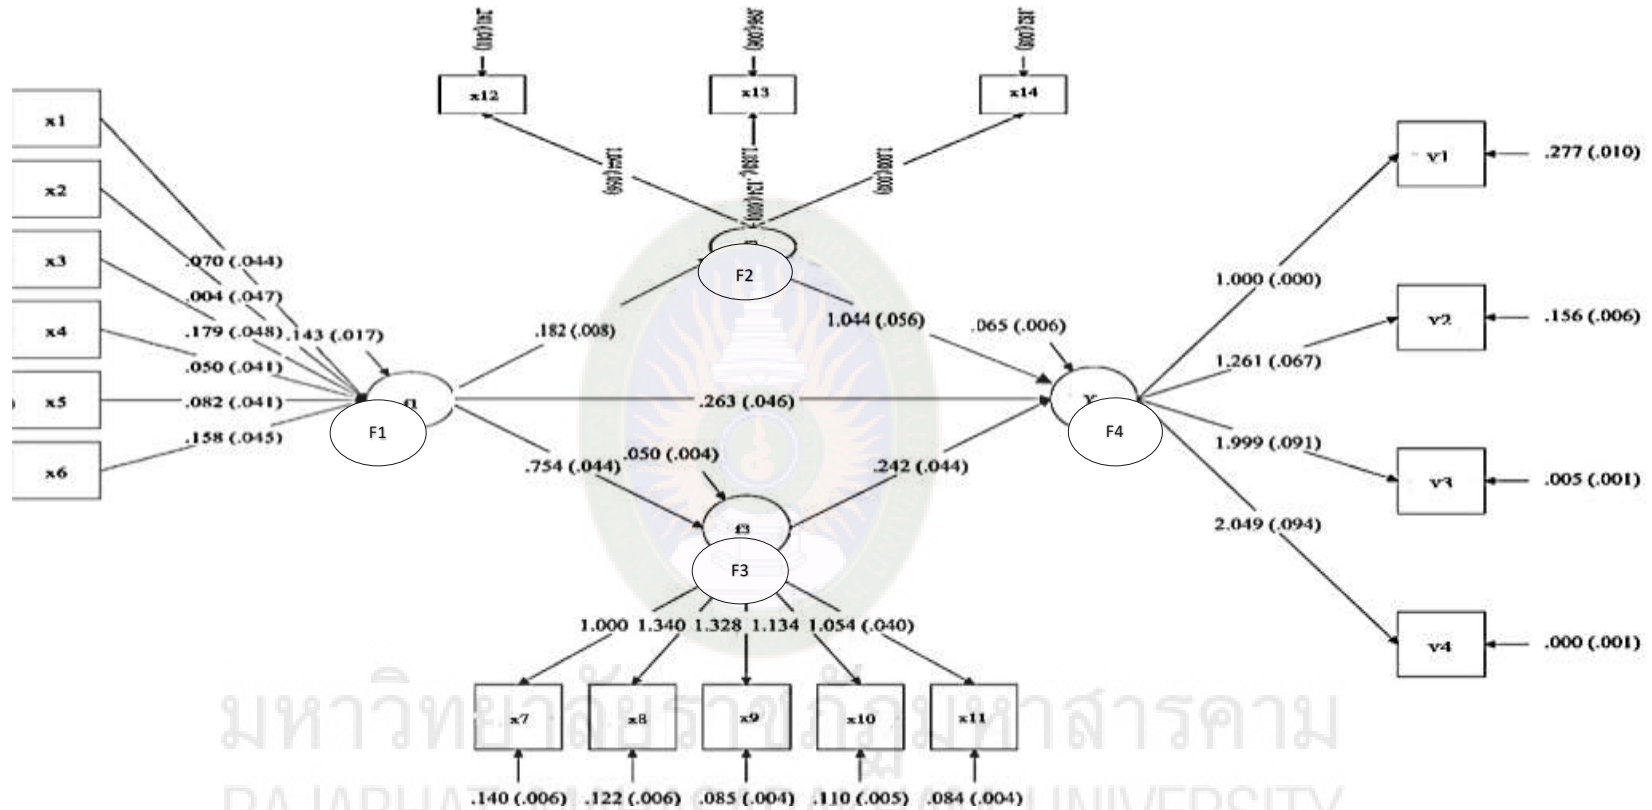 x12
x13
x14
x1
x2
x3
x4
x5
x6
.070 (.044)
.004 (.047)
.179 (.048)
.143 (.017)
.050 (.041)
.082 (.041)
.158 (.045)
f1
F1
F2
.182 (.008)
1.044 (.056)
.065 (.006)
.263 (.046)
.754 (.044)
.050 (.004)
.242 (.044)
F4
f3
F3
1.000 1.340 1.328 1.134 1.054 (.040)
x7
x8
x9
x10
x11
.140 (.006) .122 (.006) .085 (.004) .110 (.005) .084 (.004)
1.000 (.000)
1.261 (.067)
1.999 (.091)
2.049 (.094)
y1
.277 (.010)
y2
.156 (.006)
y3
.005 (.001)
y4
.000 (.001)
มหาวิทยาลัยราชภัฏมหาสารคาม